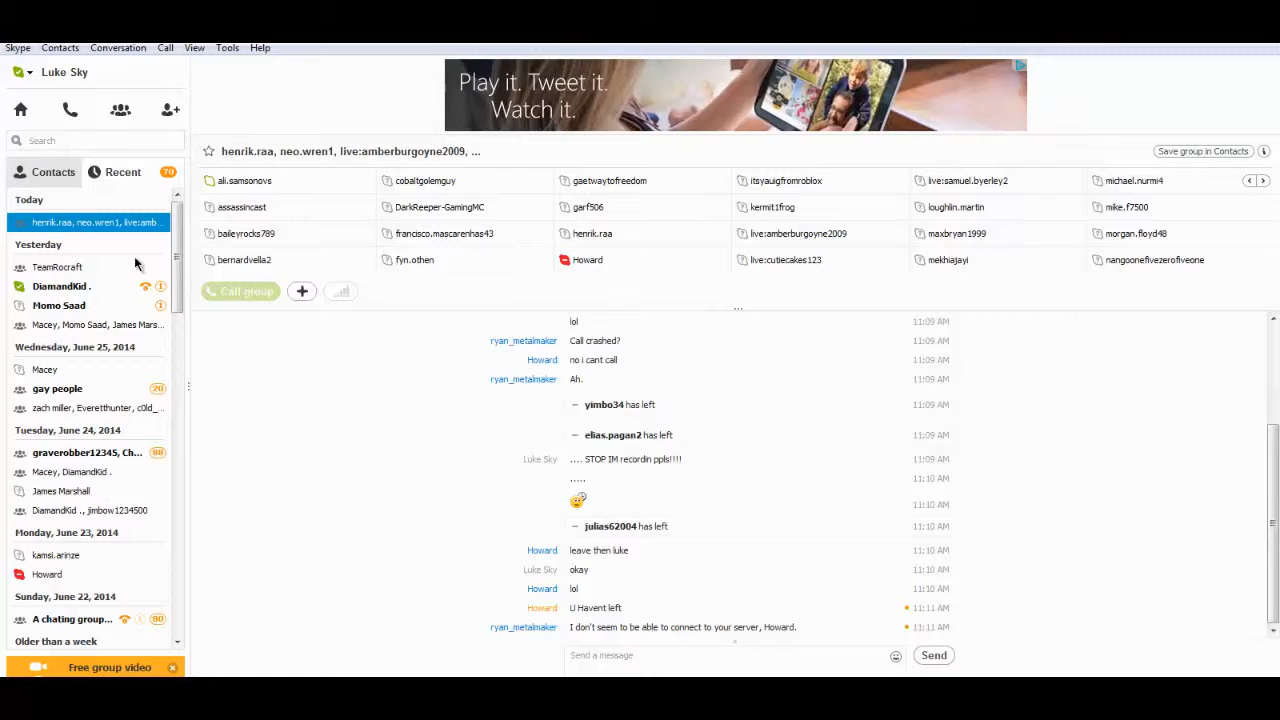 Skype Contacts Conversation Call View Tools Help
Luke Sky
Search
Contacts Recent 70
Today
henrik.raa, neo.wren1, live:amb...
Yesterday
TeamRocraft
DiamandKid . 1
Momo Saad 1
Macey, Momo Saad, James Mars...
Wednesday, June 25, 2014
Macey
gay people 20
zach miller, Everetthunter, c0ld_...
Tuesday, June 24, 2014
graverobber12345, Ch... 88
Macey, DiamandKid .
James Marshall
DiamandKid ., jimbow1234500
Monday, June 23, 2014
kamsi.arinze
Howard
Sunday, June 22, 2014
A chating group... 1 80
Older than a week
Free group video
Play it. Tweet it.
Watch it.
henrik.raa, neo.wren1, live:amberburgoyne2009, ...
Save group in Contacts
ali.samsonovs cobaltgolemguy gaetwaytofreedom itsyauigfromroblox live:samuel.byerley2 michael.nurmi4
assassincast DarkReeper-GamingMC garf506 kermit1frog loughlin.martin mike.f7500
baileyrocks789 francisco.mascarenhas43 henrik.raa live:amberburgoyne2009 maxbryan1999 morgan.floyd48
bernardvella2 fyn.othen Howard live:cutiecakes123 mekhiajayi nangoonefivezerofivezerofive
Call group
lol 11:09 AM
ryan_metalmaker Call crashed? 11:09 AM
Howard no i cant call 11:09 AM
ryan_metalmaker Ah. 11:09 AM
yimbo34 has left 11:09 AM
elias.pagan2 has left 11:09 AM
Luke Sky .... STOP IM recordin ppls!!!! 11:09 AM
..... 11:10 AM
11:10 AM
julias62004 has left 11:10 AM
Howard leave then luke 11:10 AM
Luke Sky okay 11:10 AM
Howard lol 11:10 AM
Howard U Havent left 11:11 AM
ryan_metalmaker I don't seem to be able to connect to your server, Howard. 11:11 AM
Send a message Send